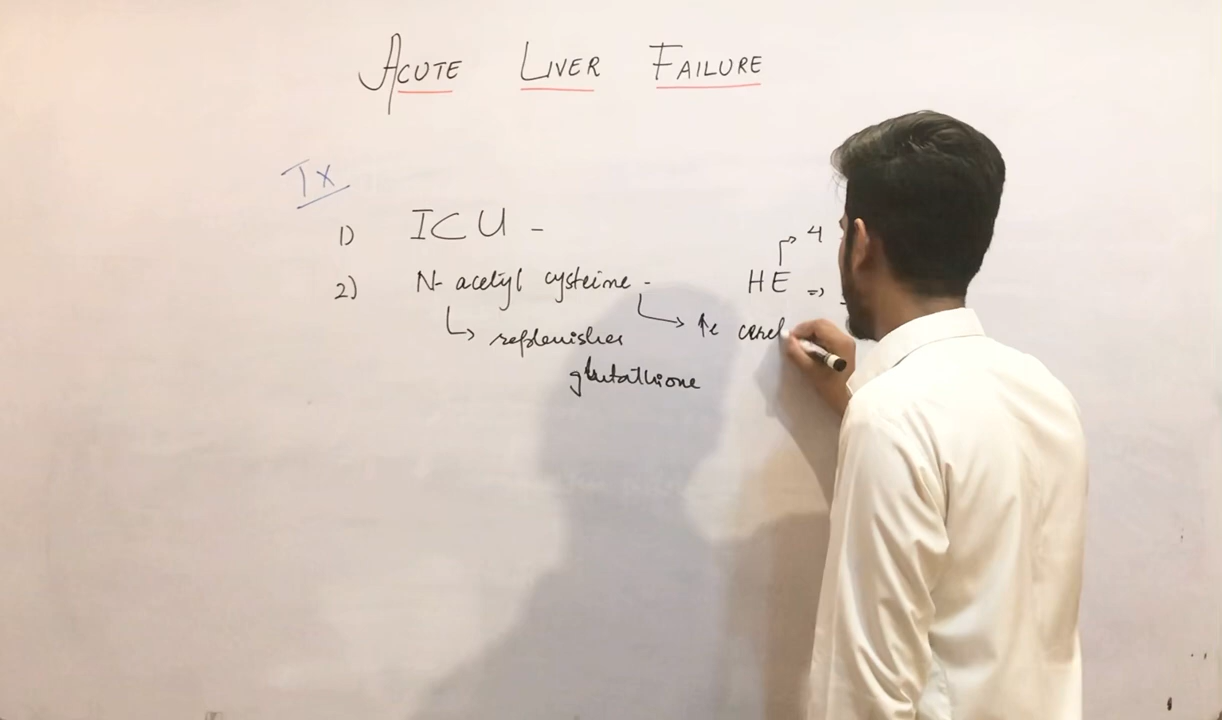 ACUTE LIVER FAILURE
Tx
1) ICU -
2) N- acetyl cysteine -
↳ replenishes
glutathione
→ ↑e cereb
HE ⇒
→ 4